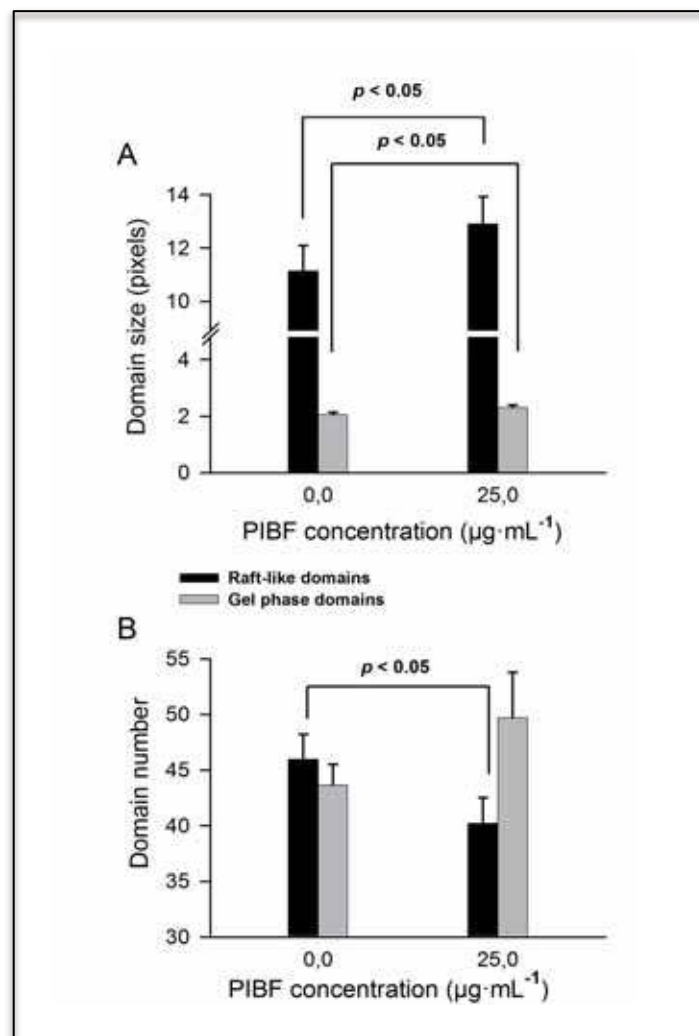 p < 0.05
A
p < 0.05
Domain size (pixels)
14
12
10
4
2
0
0,0
25,0
PIBF concentration (µg·mL⁻¹)
Raft-like domains
Gel phase domains
B
p < 0.05
Domain number
55
50
45
40
35
30
0,0
25,0
PIBF concentration (µg·mL⁻¹)